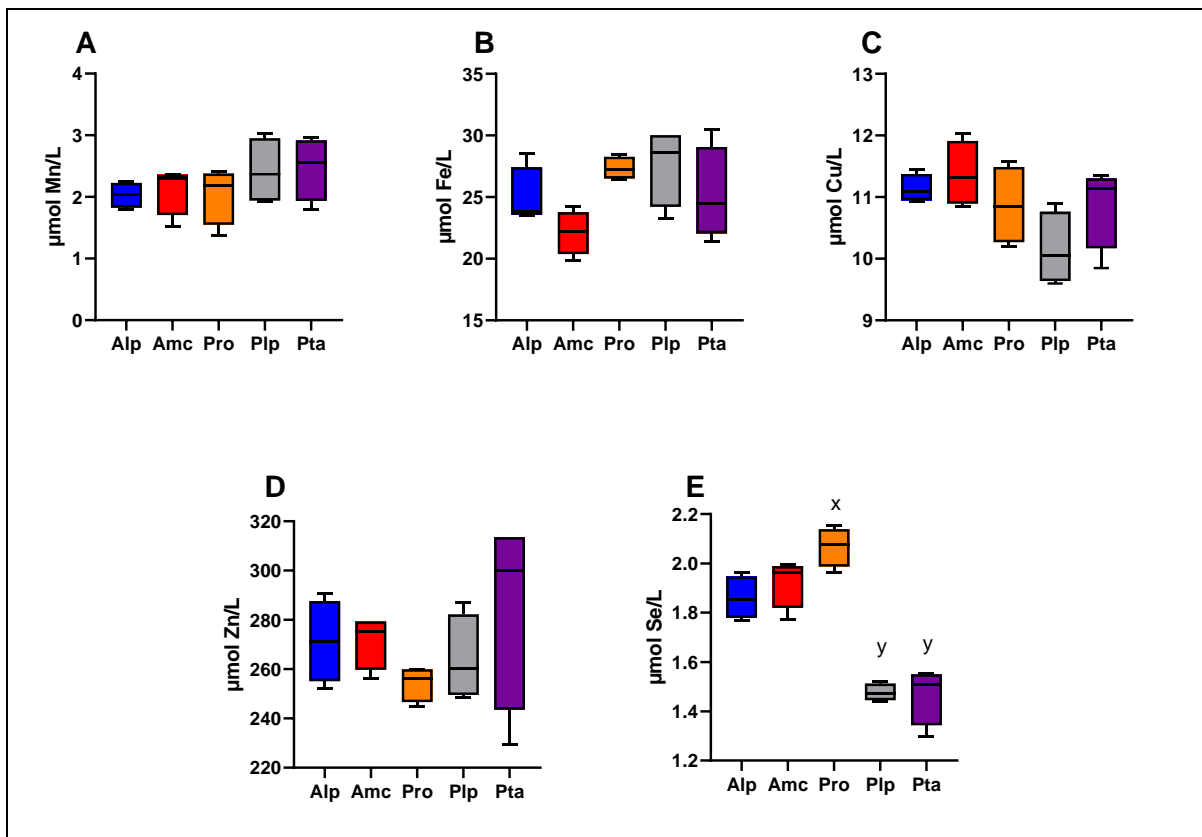 A
µmol Mn/L
4
3
2
1
0
Alp Amc Pro Plp Pta
B
µmol Fe/L
35
30
25
20
15
Alp Amc Pro Plp Pta
C
µmol Cu/L
13
12
11
10
9
Alp Amc Pro Plp Pta
D
µmol Zn/L
320
300
280
260
240
220
Alp Amc Pro Plp Pta
E
µmol Se/L
2.2
2.0
1.8
1.6
1.4
1.2
x
y y
Alp Amc Pro Plp Pta